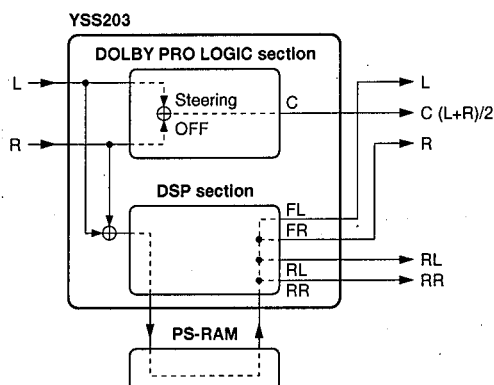 YSS203
DOLBY PRO LOGIC section
L
Steering
OFF
C
L
C (L+R)/2
R
R
DSP section
FL
FR
RL
RR
RL
RR
PS-RAM